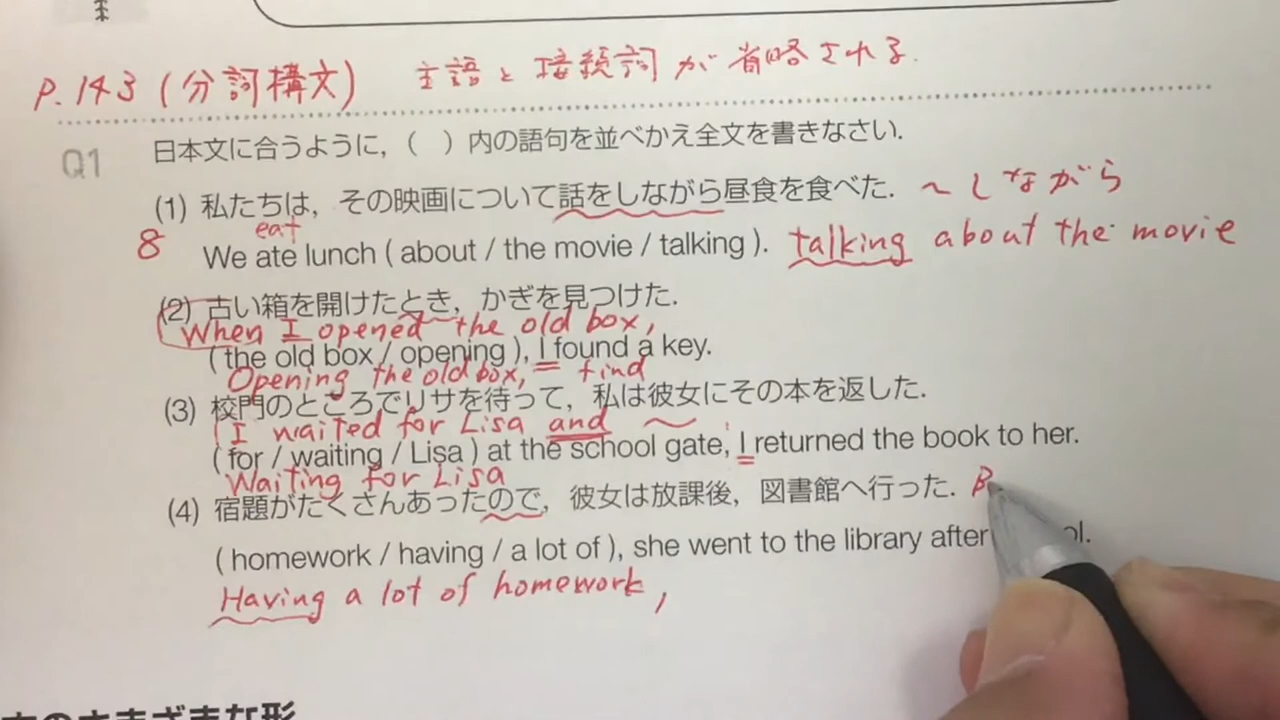 P.143 (分詞構文) 主語と接続詞が省略される.
Q1 日本文に合うように, ( ) 内の語句を並べかえ全文を書きなさい.
(1) 私たちは, その映画について話をしながら昼食を食べた. ～しながら
eat
8 We ate lunch ( about / the movie / talking ). talking about the movie
(2) 古い箱を開けたとき, かぎを見つけた.
When I opened the old box,
( the old box / opening ), I found a key.
Opening the old box, find
(3) 校門のところでリサを待って, 私は彼女にその本を返した.
I waited for Lisa and
( for / waiting / Lisa ) at the school gate, I returned the book to her.
Waiting for Lisa
(4) 宿題がたくさんあったので, 彼女は放課後, 図書館へ行った. B
( homework / having / a lot of ), she went to the library after ol.
Having a lot of homework,